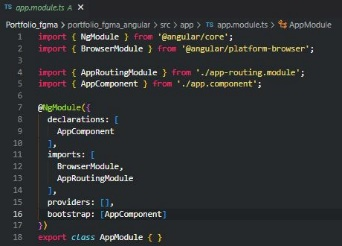 app.module.ts A X
Portfolio_fgma > portfolio_fgma_angular > src > app > app.module.ts > AppModule
1 import { NgModule } from '@angular/core';
2 import { BrowserModule } from '@angular/platform-browser';
3
4 import { AppRoutingModule } from './app-routing.module';
5 import { AppComponent } from './app.component';
6
7 @NgModule({
8 declarations: [
9 AppComponent
10 ],
11 imports: [
12 BrowserModule,
13 AppRoutingModule
14 ],
15 providers: [],
16 bootstrap: [AppComponent]
17 })
18 export class AppModule { }